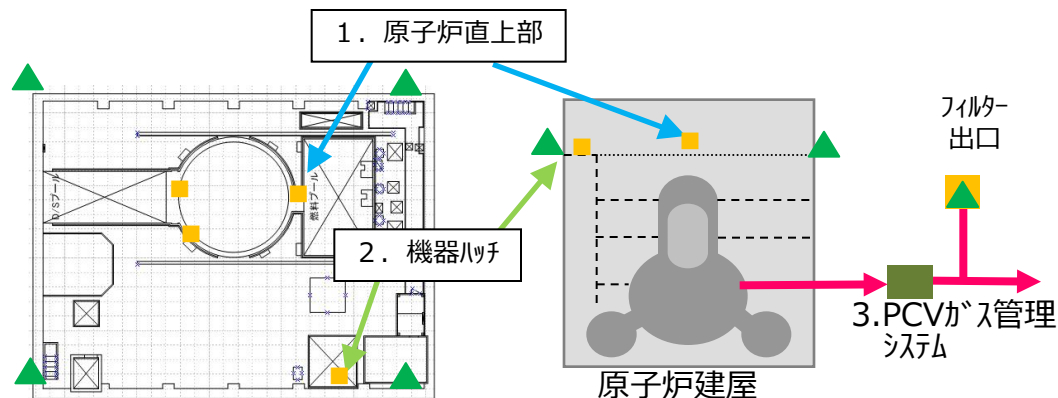 1．原子炉直上部
D/Sプール
燃料プール
2．機器ﾊｯﾁ
ﾌｨﾙﾀｰ
出口
3.PCVｶﾞｽ管理
ｼｽﾃﾑ
原子炉建屋